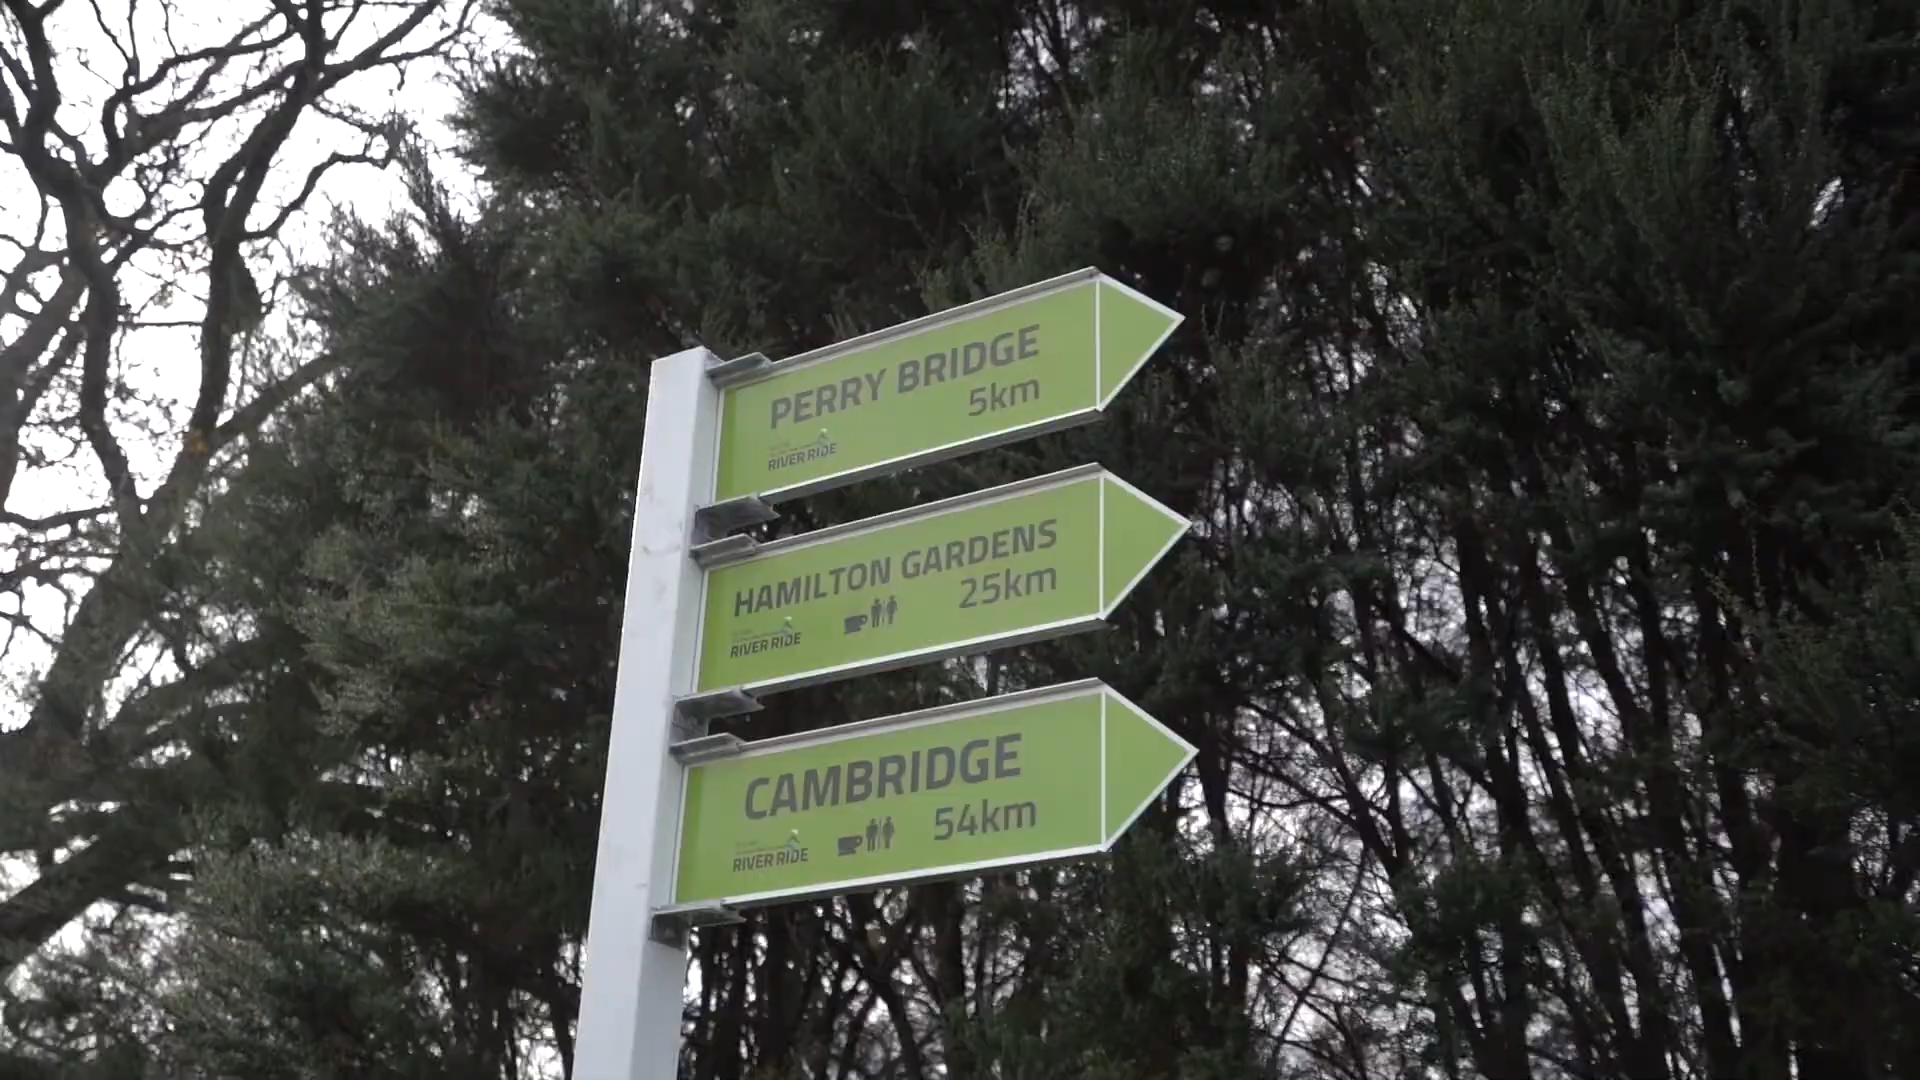 PERRY BRIDGE
5km
RIVER RIDE
HAMILTON GARDENS
25km
RIVER RIDE
CAMBRIDGE
54km
RIVER RIDE